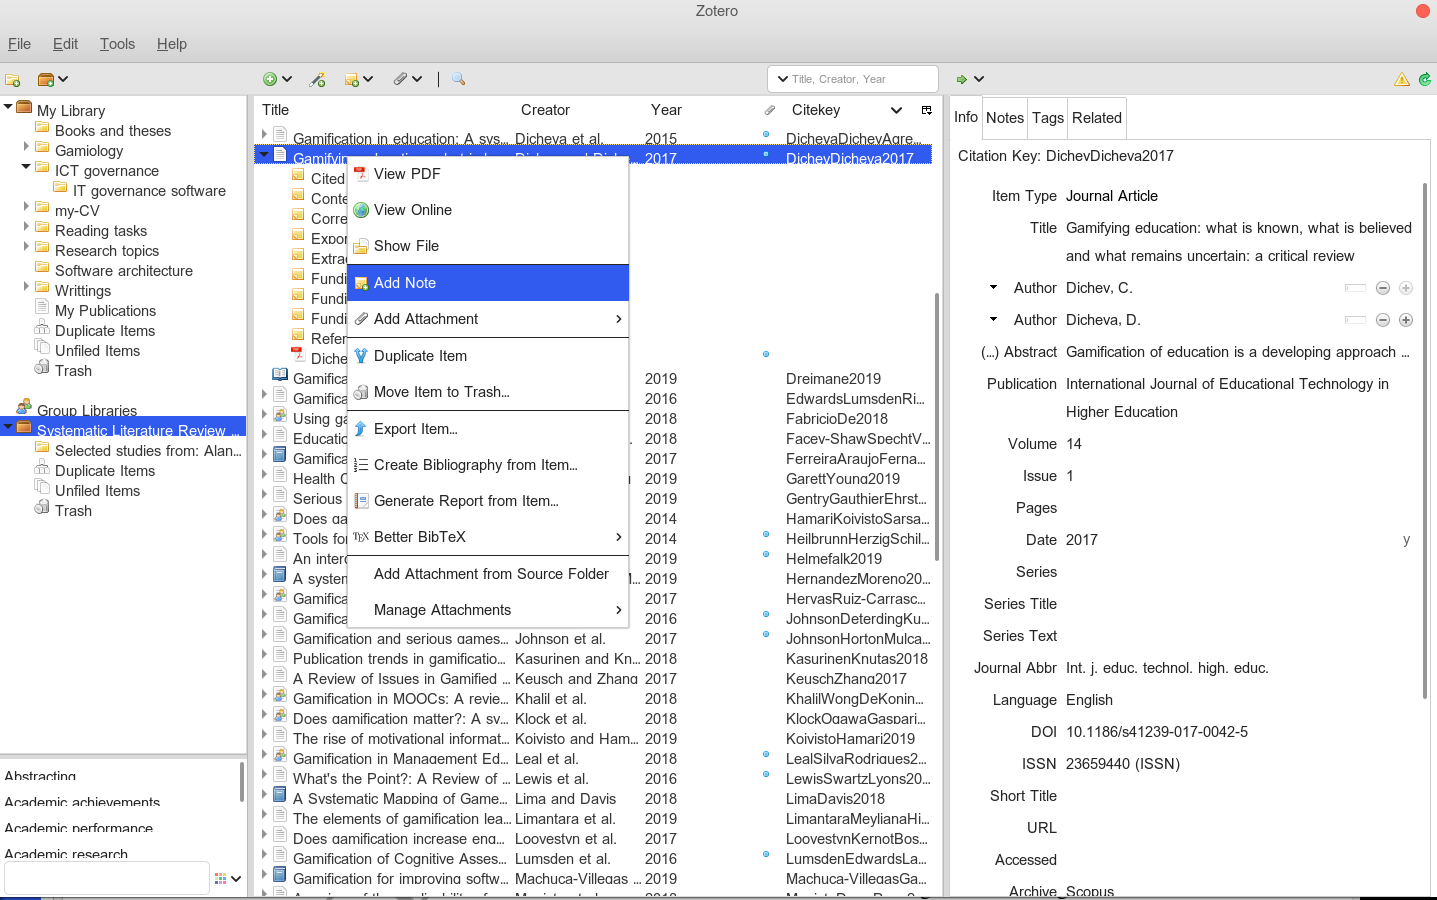 Zotero
File Edit Tools Help
Title, Creator, Year
My Library
Books and theses
Gamiology
ICT governance
IT governance software
my-CV
Reading tasks
Research topics
Software architecture
Writtings
My Publications
Duplicate Items
Unfiled Items
Trash
Group Libraries
Systematic Literature Review ...
Selected studies from: Alan...
Duplicate Items
Unfiled Items
Trash
Abstracting
Academic achievements
Academic performance
Academic research
Title Creator Year Citekey
Gamification in education: A sys... Dicheva et al. 2015 DichevaDichevAgre...
2017 DichevDicheva2017
Cited
Conte
Corre
Expor
Extra
Fundi
Fundi
Fundi
Refer
Diche
Gamifica 2019 Dreimane2019
Gamifica 2016 EdwardsLumsdenRi...
Using ga 2018 FabricioDe2018
Educatio 2018 Facey-ShawSpechtV...
Gamifica 2017 FerreiraAraujoFerna...
Health C 2019 GarettYoung2019
Serious 2019 GentryGauthierEhrst...
Does ga 2014 HamariKoivistoSarsa...
Tools fo 2014 HeilbrunnHerzigSchil...
An inter 2019 Helmefalk2019
A system 2019 HernandezMoreno20...
Gamifica 2017 HervasRuiz-Carrasc...
Gamifica 2016 JohnsonDeterdingKu...
Gamification and serious games... Johnson et al. 2017 JohnsonHortonMulca...
Publication trends in gamificatio... Kasurinen and Kn... 2018 KasurinenKnutas2018
A Review of Issues in Gamified ... Keusch and Zhang 2017 KeuschZhang2017
Gamification in MOOCs: A revie... Khalil et al. 2018 KhalilWongDeKonin...
Does gamification matter?: A sy... Klock et al. 2018 KlockOgawaGaspari...
The rise of motivational informat... Koivisto and Ham... 2019 KoivistoHamari2019
Gamification in Management Ed... Leal et al. 2018 LealSilvaRodrigues2...
What's the Point?: A Review of ... Lewis et al. 2016 LewisSwartzLyons20...
A Systematic Mapping of Game... Lima and Davis 2018 LimaDavis2018
The elements of gamification lea... Limantara et al. 2019 LimantaraMeylianaHi...
Does gamification increase eng... Looyestyn et al. 2017 LooyestynKernotBos...
Gamification of Cognitive Asses... Lumsden et al. 2016 LumsdenEdwardsLa...
Gamification for improving softw... Machuca-Villegas ... 2019 Machuca-VillegasGa...
View PDF
View Online
Show File
Add Note
Add Attachment
Duplicate Item
Move Item to Trash...
Export Item...
Create Bibliography from Item...
Generate Report from Item...
Better BibTeX
Add Attachment from Source Folder
Manage Attachments
Info Notes Tags Related
Citation Key: DichevDicheva2017
Item Type Journal Article
Title Gamifying education: what is known, what is believed
and what remains uncertain: a critical review
Author Dichev, C.
Author Dicheva, D.
(...) Abstract Gamification of education is a developing approach ...
Publication International Journal of Educational Technology in
Higher Education
Volume 14
Issue 1
Pages
Date 2017 y
Series
Series Title
Series Text
Journal Abbr Int. j. educ. technol. high. educ.
Language English
DOI 10.1186/s41239-017-0042-5
ISSN 23659440 (ISSN)
Short Title
URL
Accessed
Archive Scopus